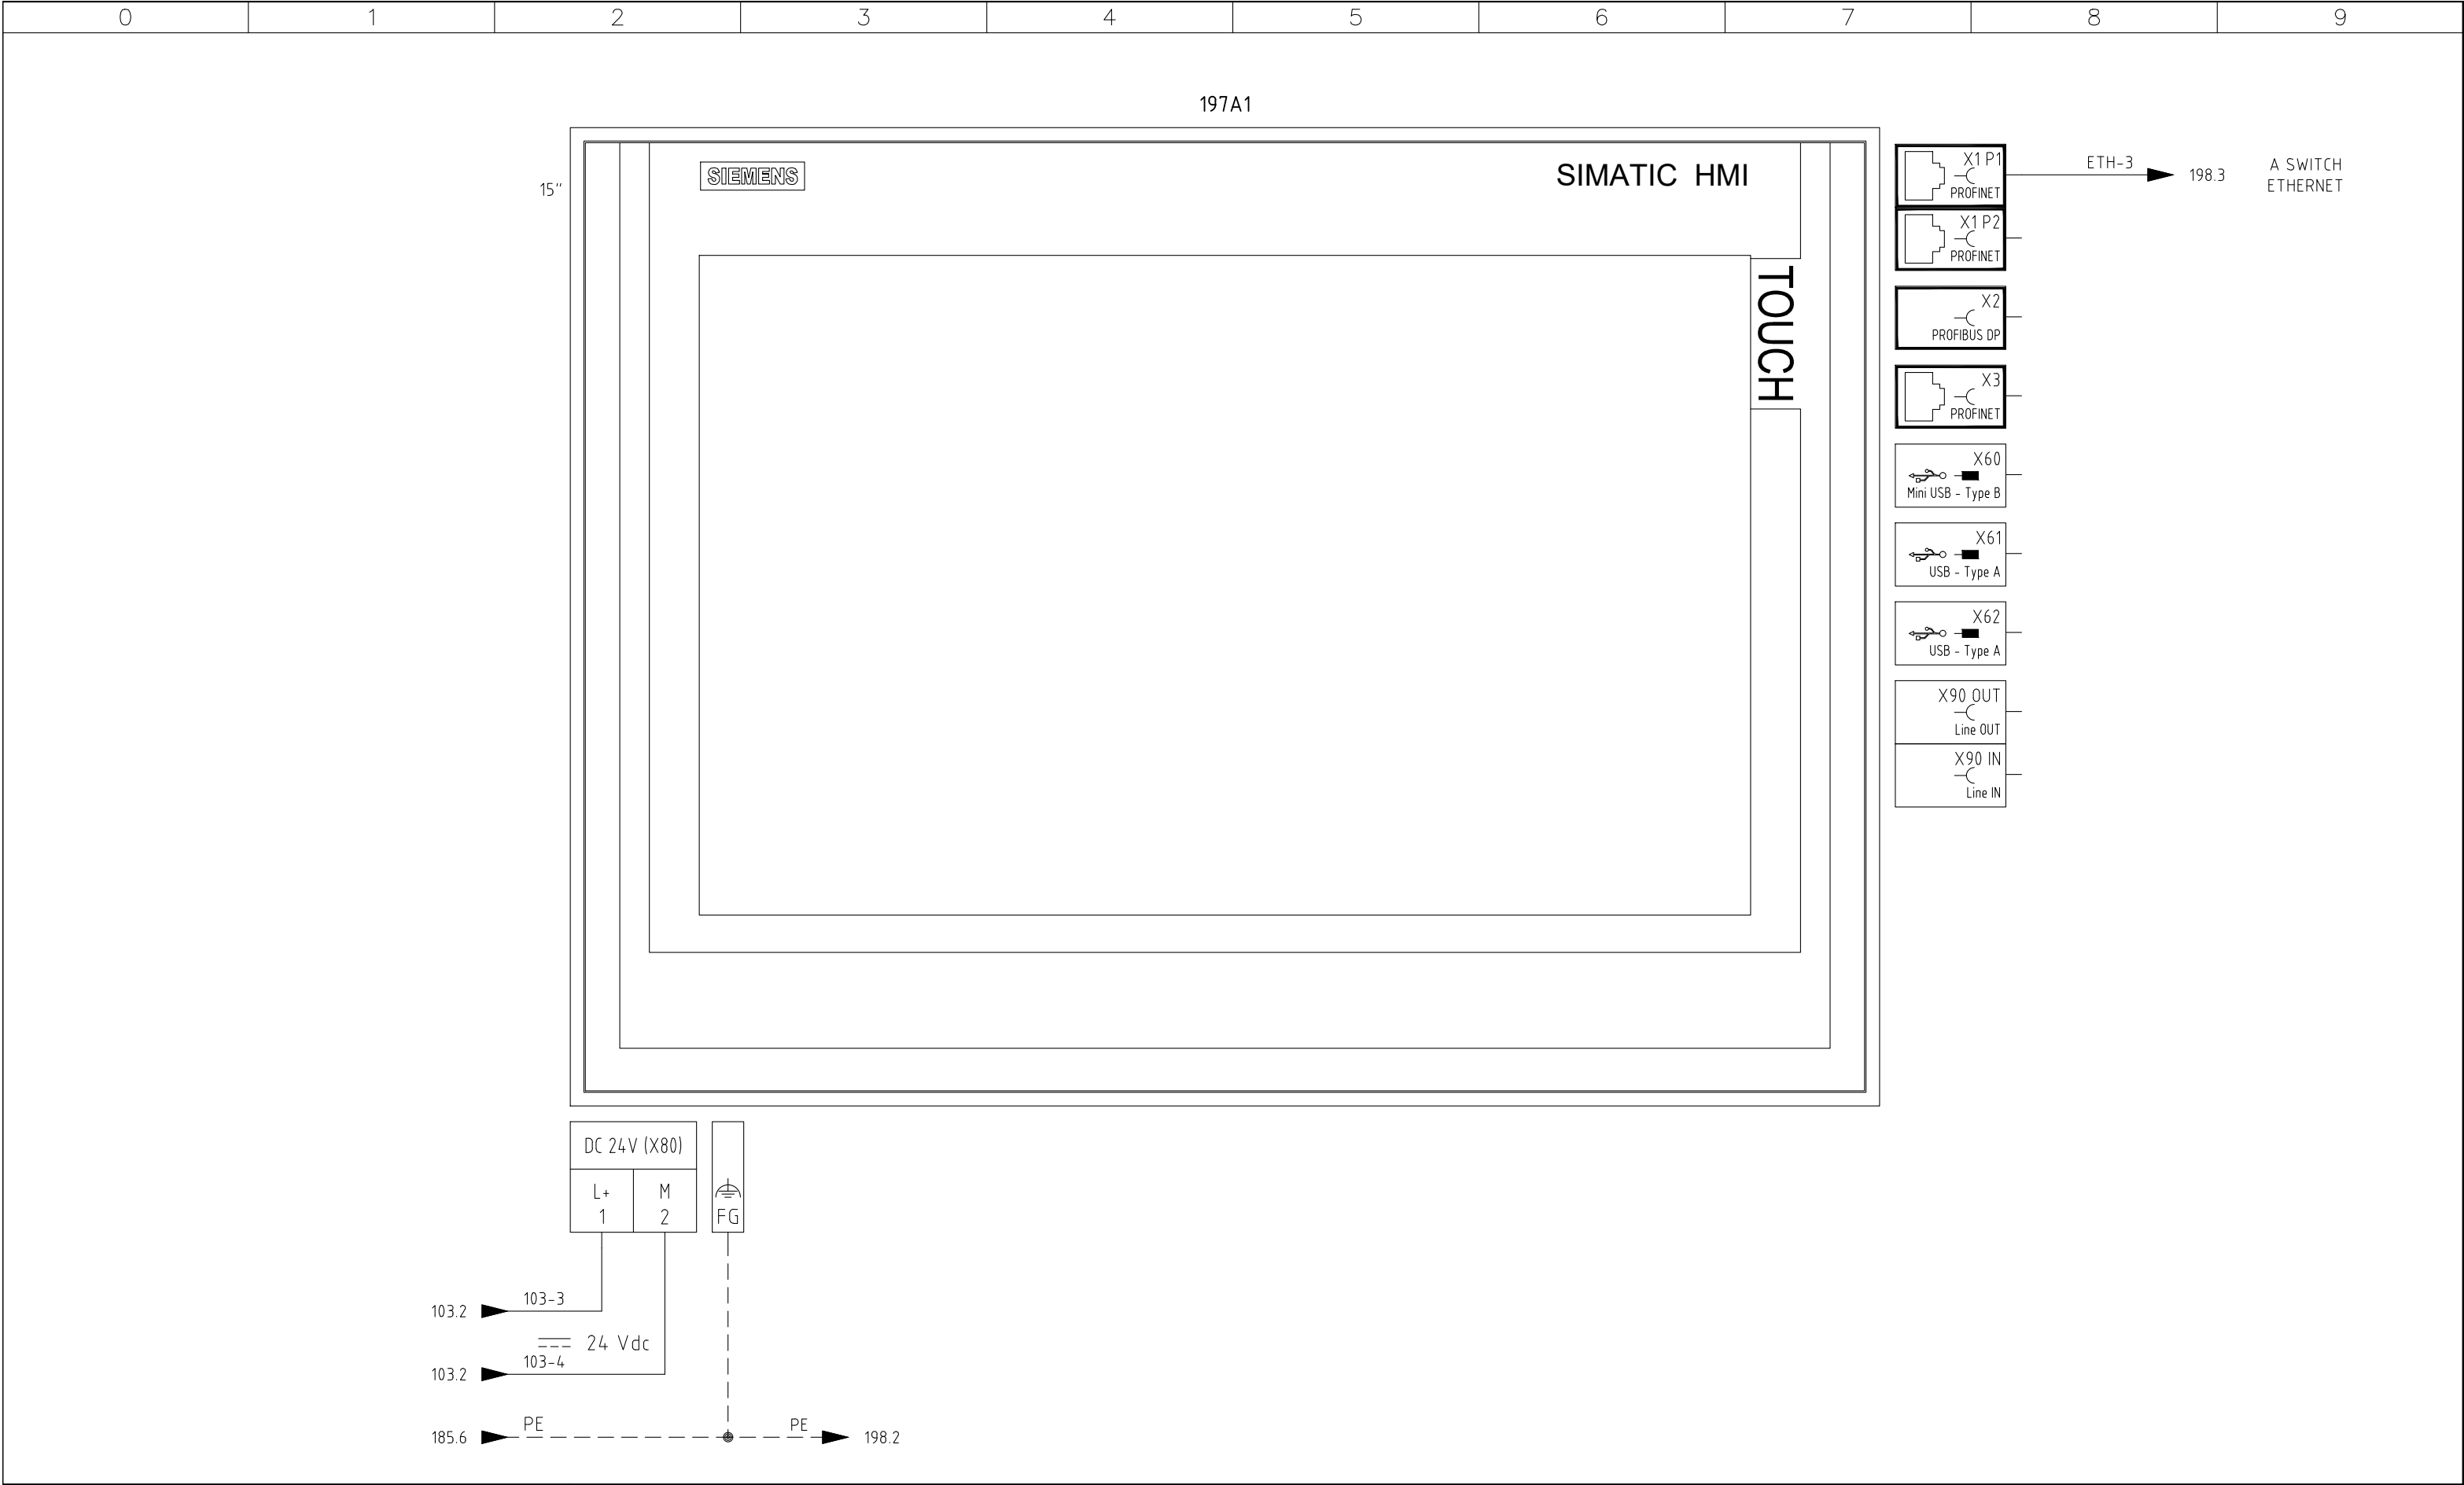 0 1 2 3 4 5 6 7 8 9
197A1
15"
SIEMENS
SIMATIC HMI
TOUCH
X1 P1
PROFINET
ETH-3
198.3
A SWITCH
ETHERNET
X1 P2
PROFINET
X2
PROFIBUS DP
X3
PROFINET
X60
Mini USB - Type B
X61
USB - Type A
X62
USB - Type A
X90 OUT
Line OUT
X90 IN
Line IN
DC 24V (X80)
L+ M
1 2
FG
103.2 103-3
24 Vdc
103.2 103-4
185.6 PE PE 198.2